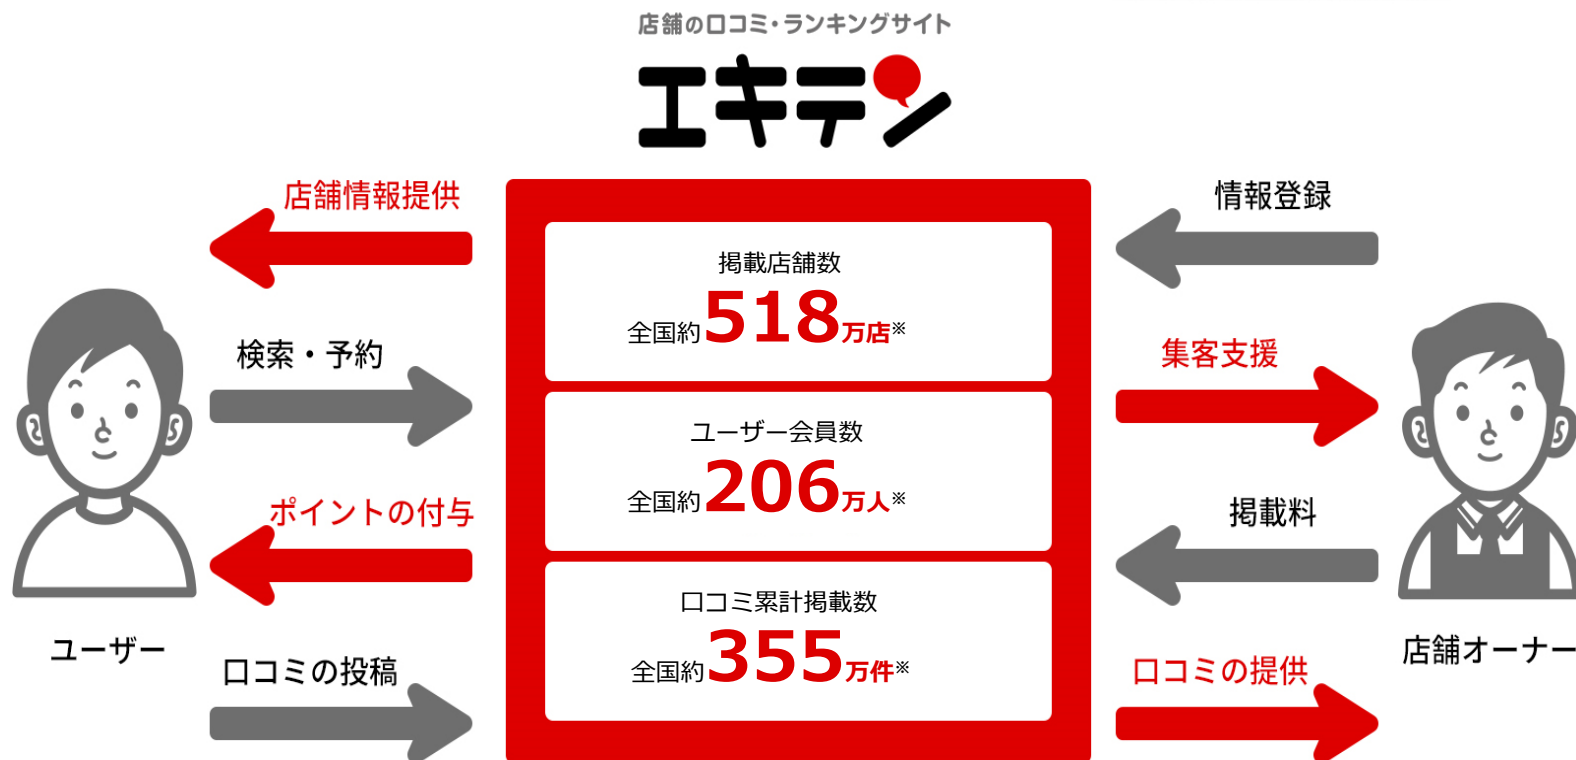 店舗の口コミ・ランキングサイト
エキテン
店舗情報提供
検索・予約
ポイントの付与
口コミの投稿
ユーザー
掲載店舗数
全国約518万店※
ユーザー会員数
全国約206万人※
口コミ累計掲載数
全国約355万件※
情報登録
集客支援
掲載料
口コミの提供
店舗オーナー